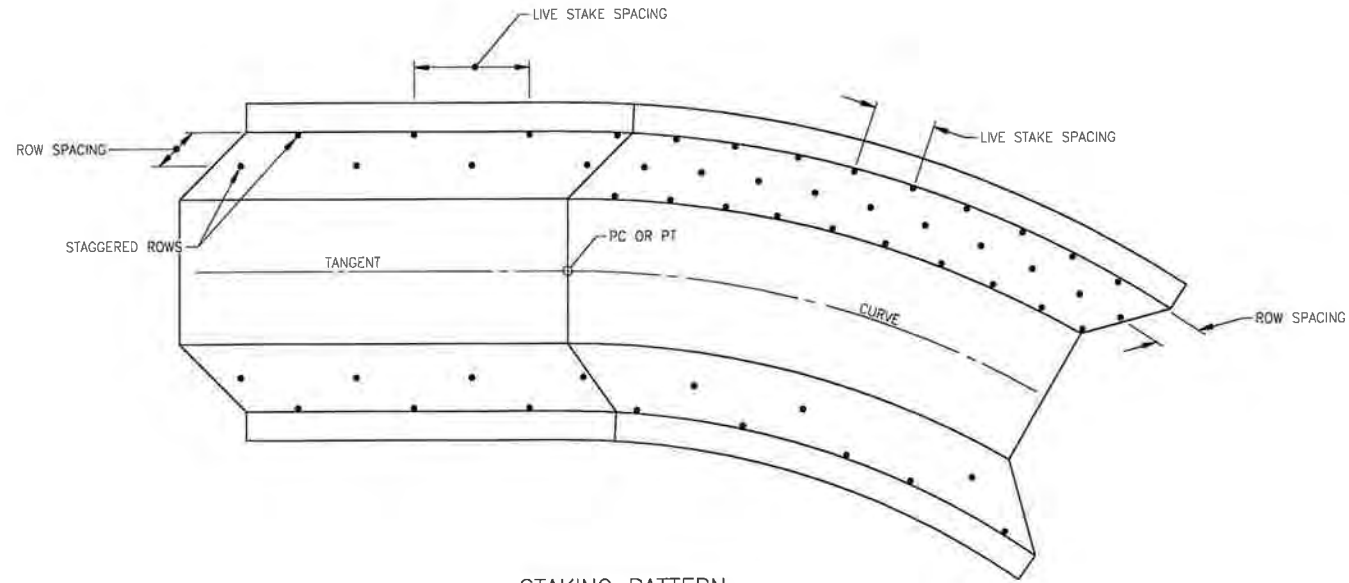 LIVE STAKE SPACING
LIVE STAKE SPACING
ROW SPACING
STAGGERED ROWS
PC OR PT
TANGENT
CURVE
ROW SPACING
STAKING PATTERN